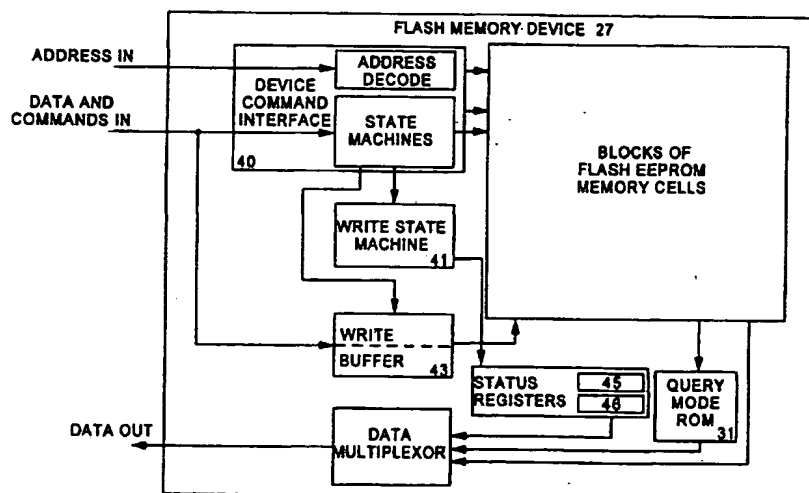 FLASH MEMORY DEVICE 27
ADDRESS IN
ADDRESS
DECODE
DEVICE
COMMAND
INTERFACE
DATA AND
COMMANDS IN
STATE
MACHINES
40
BLOCKS OF
FLASH EEPROM
MEMORY CELLS
WRITE STATE
MACHINE
41
WRITE
BUFFER
43
STATUS
REGISTERS
45
46
QUERY
MODE
ROM
31
DATA OUT
DATA
MULTIPLEXOR